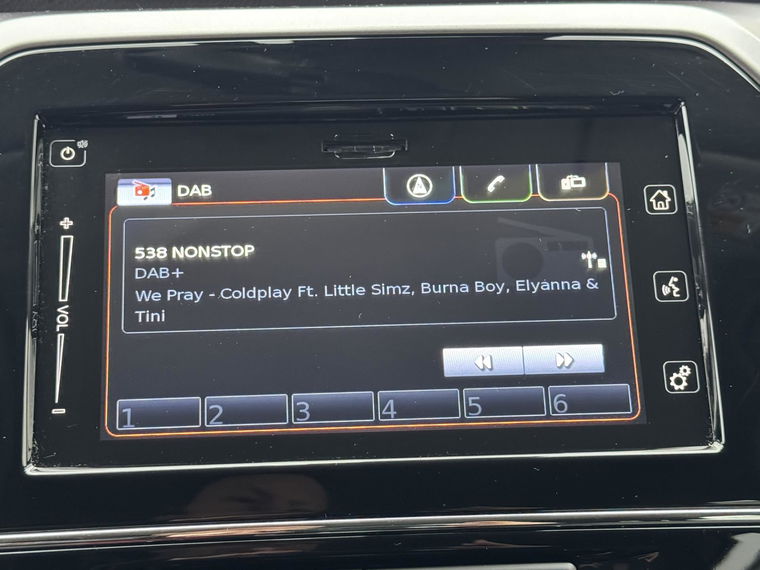 DAB
538 NONSTOP
DAB+
We Pray - Coldplay Ft. Little Simz, Burna Boy, Elyanna &
Tini
+
VOL
-
1 2 3 4 5 6